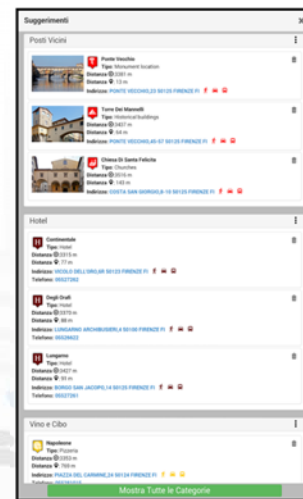 Suggerimenti
Posti Vicini
Ponte Vecchio
Tipo: Monument location
Distanza 3361 m
Distanza : 13 m
Indirizzo: PONTE VECCHIO,23 50125 FIRENZE FI
Torre Dei Mannelli
Tipo: Historical buildings
Distanza 3437 m
Distanza : 64 m
Indirizzo: PONTE VECCHIO,45-57 50125 FIRENZE FI
Chiesa Di Santa Felicita
Tipo: Churches
Distanza 3516 m
Distanza : 143 m
Indirizzo: COSTA SAN GIORGIO,8-10 50125 FIRENZE FI
Hotel
Continentale
Tipo: Hotel
Distanza 3315 m
Distanza : 77 m
Indirizzo: VICOLO DELL'ORO,6R 50123 FIRENZE FI
Telefono: 05527262
Degli Orafi
Tipo: Hotel
Distanza 3370 m
Distanza : 88 m
Indirizzo: LUNGARNO ARCHIBUSIERI,4 50100 FIRENZE FI
Telefono: 05526622
Lungarno
Tipo: Hotel
Distanza 3427 m
Distanza : 91 m
Indirizzo: BORGO SAN JACOPO,14 50125 FIRENZE FI
Telefono: 05527261
Vino e Cibo
Napoleone
Tipo: Pizzeria
Distanza 3353 m
Distanza : 769 m
Indirizzo: PIAZZA DEL CARMINE,24 50124 FIRENZE FI
Mostra Tutte le Categorie